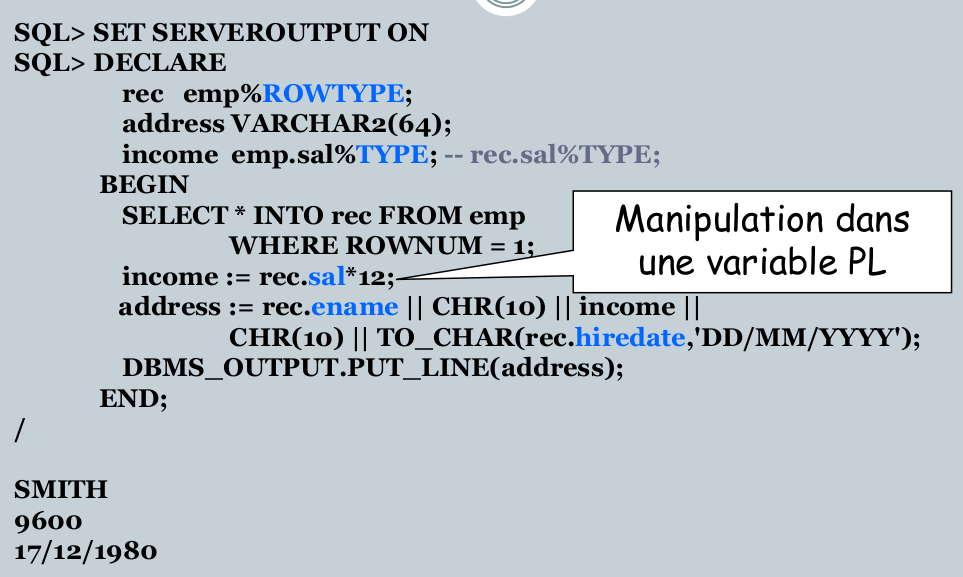 SQL> SET SERVEROUTPUT ON
SQL> DECLARE
rec emp%ROWTYPE;
address VARCHAR2(64);
income emp.sal%TYPE; -- rec.sal%TYPE;
BEGIN
SELECT * INTO rec FROM emp
WHERE ROWNUM = 1;
Manipulation dans
une variable PL
income := rec.sal*12;
address := rec.ename || CHR(10) || income ||
CHR(10) || TO_CHAR(rec.hiredate,'DD/MM/YYYY');
DBMS_OUTPUT.PUT_LINE(address);
END;
/
SMITH
9600
17/12/1980